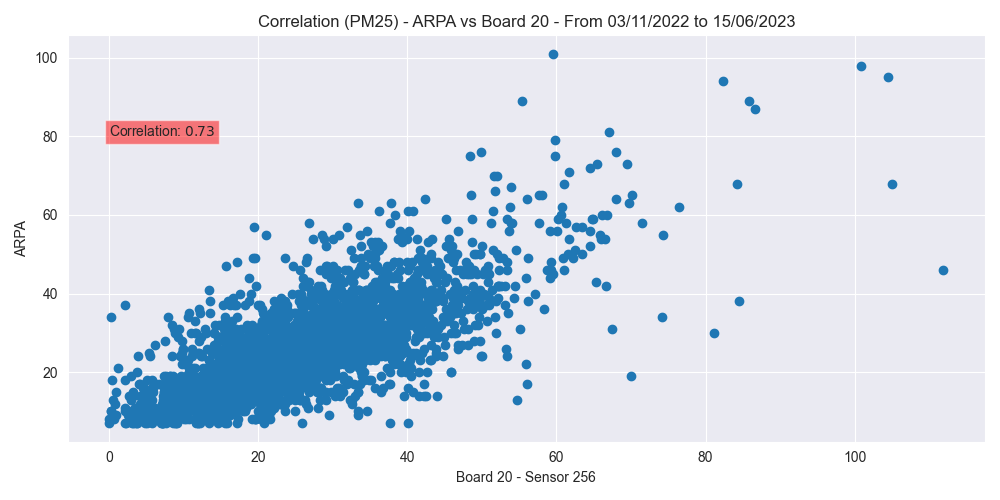 Correlation (PM25) - ARPA vs Board 20 - From 03/11/2022 to 15/06/2023
100
80
60
40
20
ARPA
Correlation: 0.73
0 20 40 60 80 100
Board 20 - Sensor 256